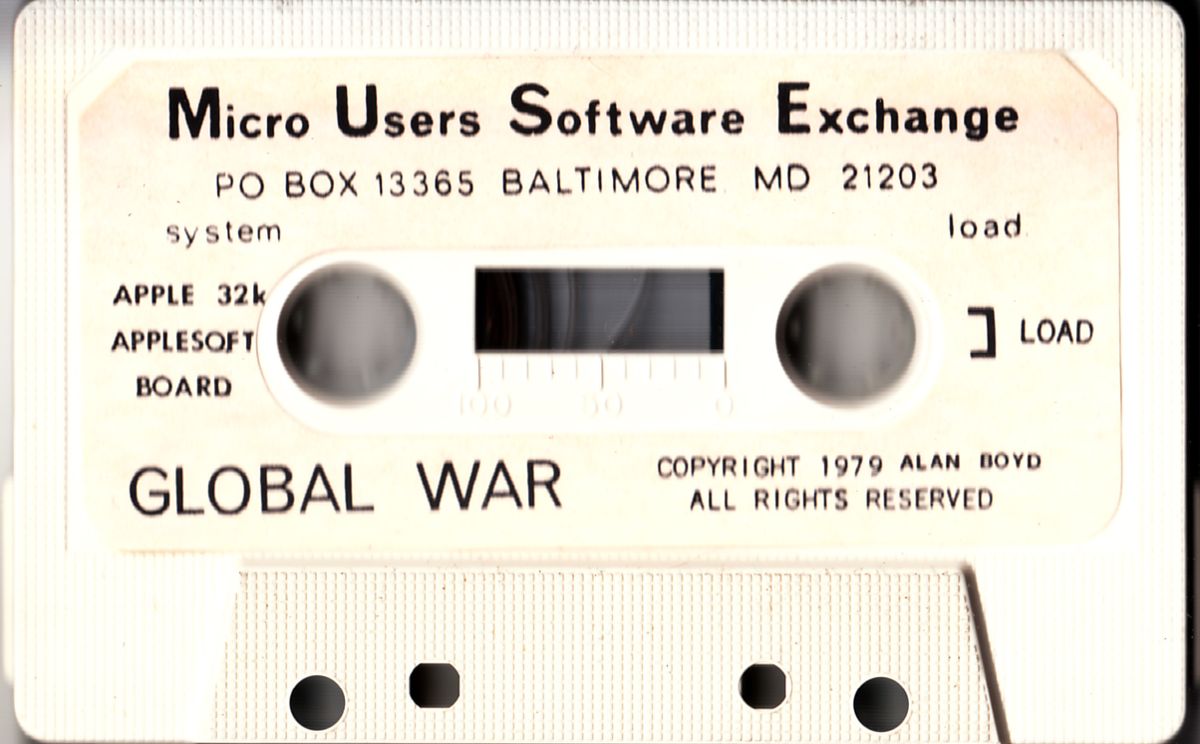 Micro Users Software Exchange
PO BOX 13365 BALTIMORE MD 21203
system
load
APPLE 32k
APPLESOFT
BOARD
] LOAD
100 50 0
GLOBAL WAR
COPYRIGHT 1979 ALAN BOYD
ALL RIGHTS RESERVED